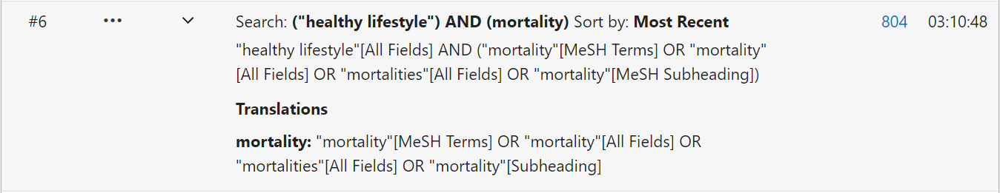 #6 ••• Search: ("healthy lifestyle") AND (mortality) Sort by: Most Recent 804 03:10:48
"healthy lifestyle"[All Fields] AND ("mortality"[MeSH Terms] OR "mortality"
[All Fields] OR "mortalities"[All Fields] OR "mortality"[MeSH Subheading])
Translations
mortality: "mortality"[MeSH Terms] OR "mortality"[All Fields] OR
"mortalities"[All Fields] OR "mortality"[Subheading]